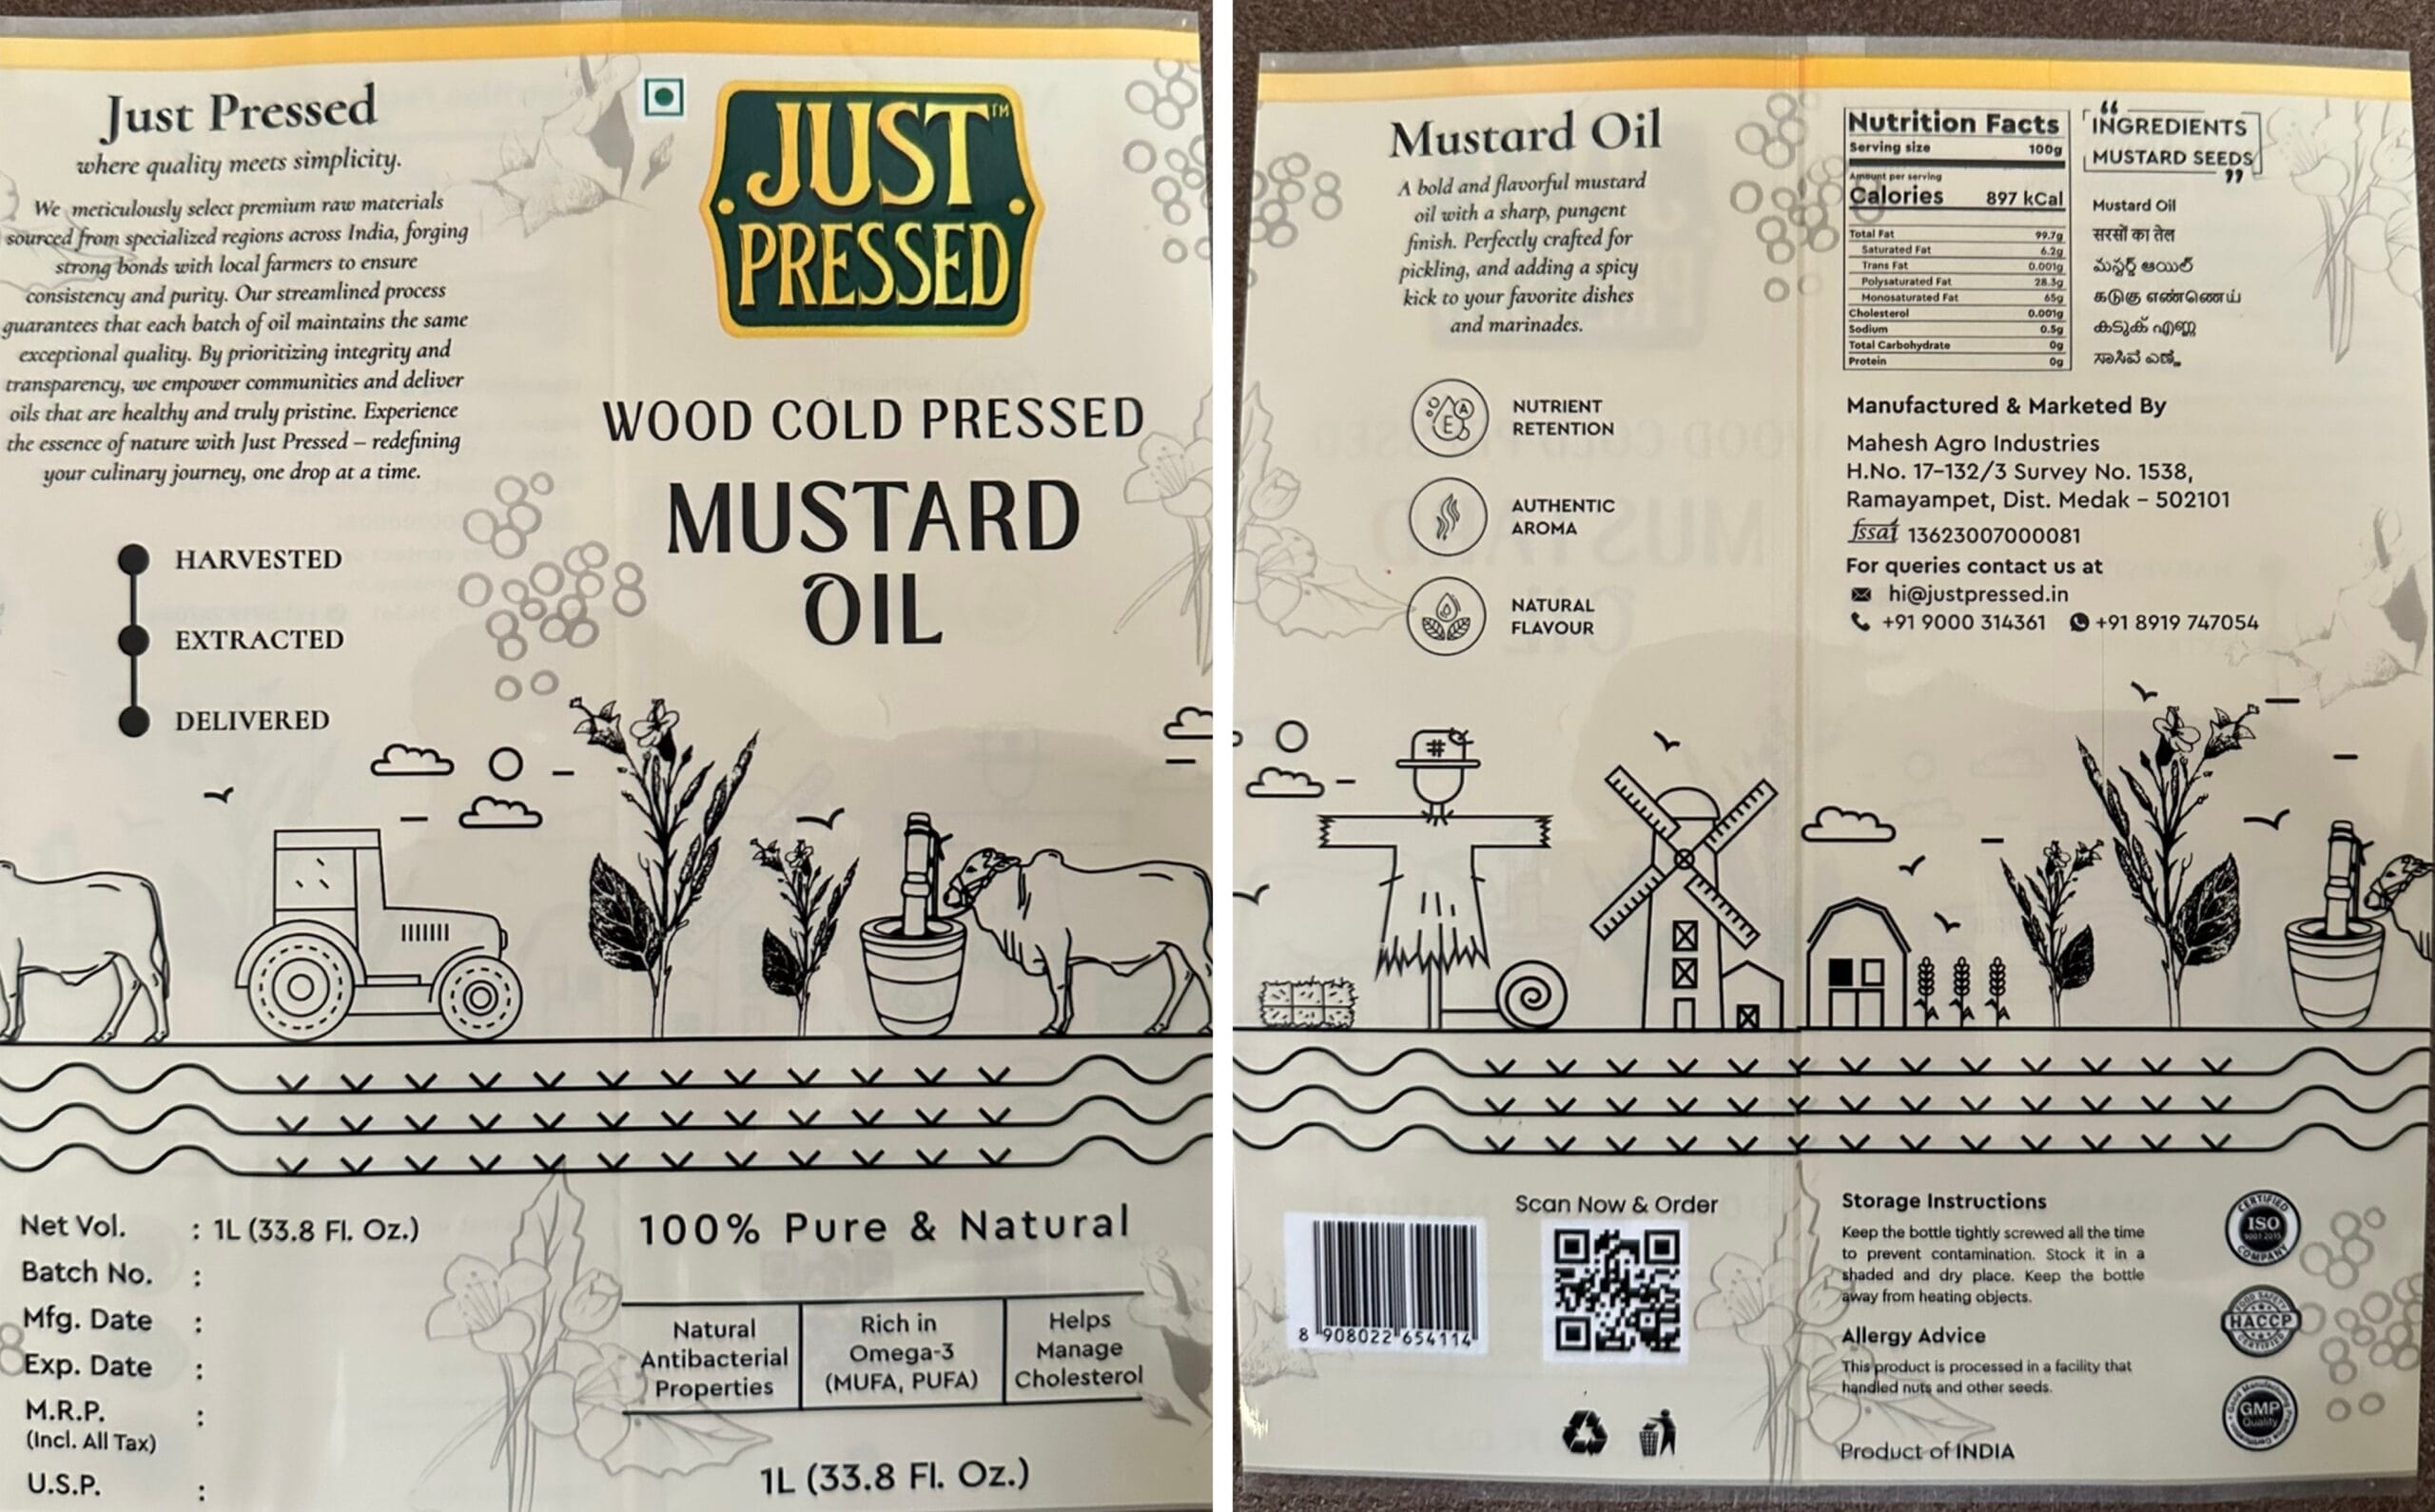 Just Pressed
where quality meets simplicity.
We meticulously select premium raw materials
sourced from specialized regions across India, forging
strong bonds with local farmers to ensure
consistency and purity. Our streamlined process
guarantees that each batch of oil maintains the same
exceptional quality. By prioritizing integrity and
transparency, we empower communities and deliver
oils that are healthy and truly pristine. Experience
the essence of nature with Just Pressed – redefining
your culinary journey, one drop at a time.
HARVESTED
EXTRACTED
DELIVERED
Net Vol. : 1L (33.8 Fl. Oz.)
Batch No. :
Mfg. Date :
Exp. Date :
M.R.P. :
(Incl. All Tax)
U.S.P. :
JUST™
PRESSED
WOOD COLD PRESSED
MUSTARD
OIL
100% Pure & Natural
Natural
Antibacterial
Properties
Rich in
Omega-3
(MUFA, PUFA)
Helps
Manage
Cholesterol
1L (33.8 Fl. Oz.)
Mustard Oil
A bold and flavorful mustard
oil with a sharp, pungent
finish. Perfectly crafted for
pickling, and adding a spicy
kick to your favorite dishes
and marinades.
A
E
NUTRIENT
RETENTION
AUTHENTIC
AROMA
NATURAL
FLAVOUR
Scan Now & Order
8 908022 654114
Nutrition Facts
Serving size 100g
Amount per serving
Calories 897 kCal
Total Fat 99.7g
Saturated Fat 6.2g
Trans Fat 0.001g
Polysaturated Fat 28.3g
Monosaturated Fat 65g
Cholesterol 0.001g
Sodium 0.5g
Total Carbohydrate 0g
Protein 0g
“
INGREDIENTS
MUSTARD SEEDS
”
Mustard Oil
सरसों का तेल
మస్టర్డ్ ఆయిల్
கடுகு எண்ணெய்
കടുക് എണ്ണ
ಸಾಸಿವೆ ಎಣ್ಣೆ
Manufactured & Marketed By
Mahesh Agro Industries
H.No. 17-132/3 Survey No. 1538,
Ramayampet, Dist. Medak - 502101
fssai 13623007000081
For queries contact us at
hi@justpressed.in
+91 9000 314361 +91 8919 747054
Storage Instructions
Keep the bottle tightly screwed all the time
to prevent contamination. Stock it in a
shaded and dry place. Keep the bottle
away from heating objects.
Allergy Advice
This product is processed in a facility that
handled nuts and other seeds.
Product of INDIA
CERTIFIED
ISO
9001 2015
COMPANY
FOOD SAFETY
HACCP
CERTIFIED
GMP
Quality